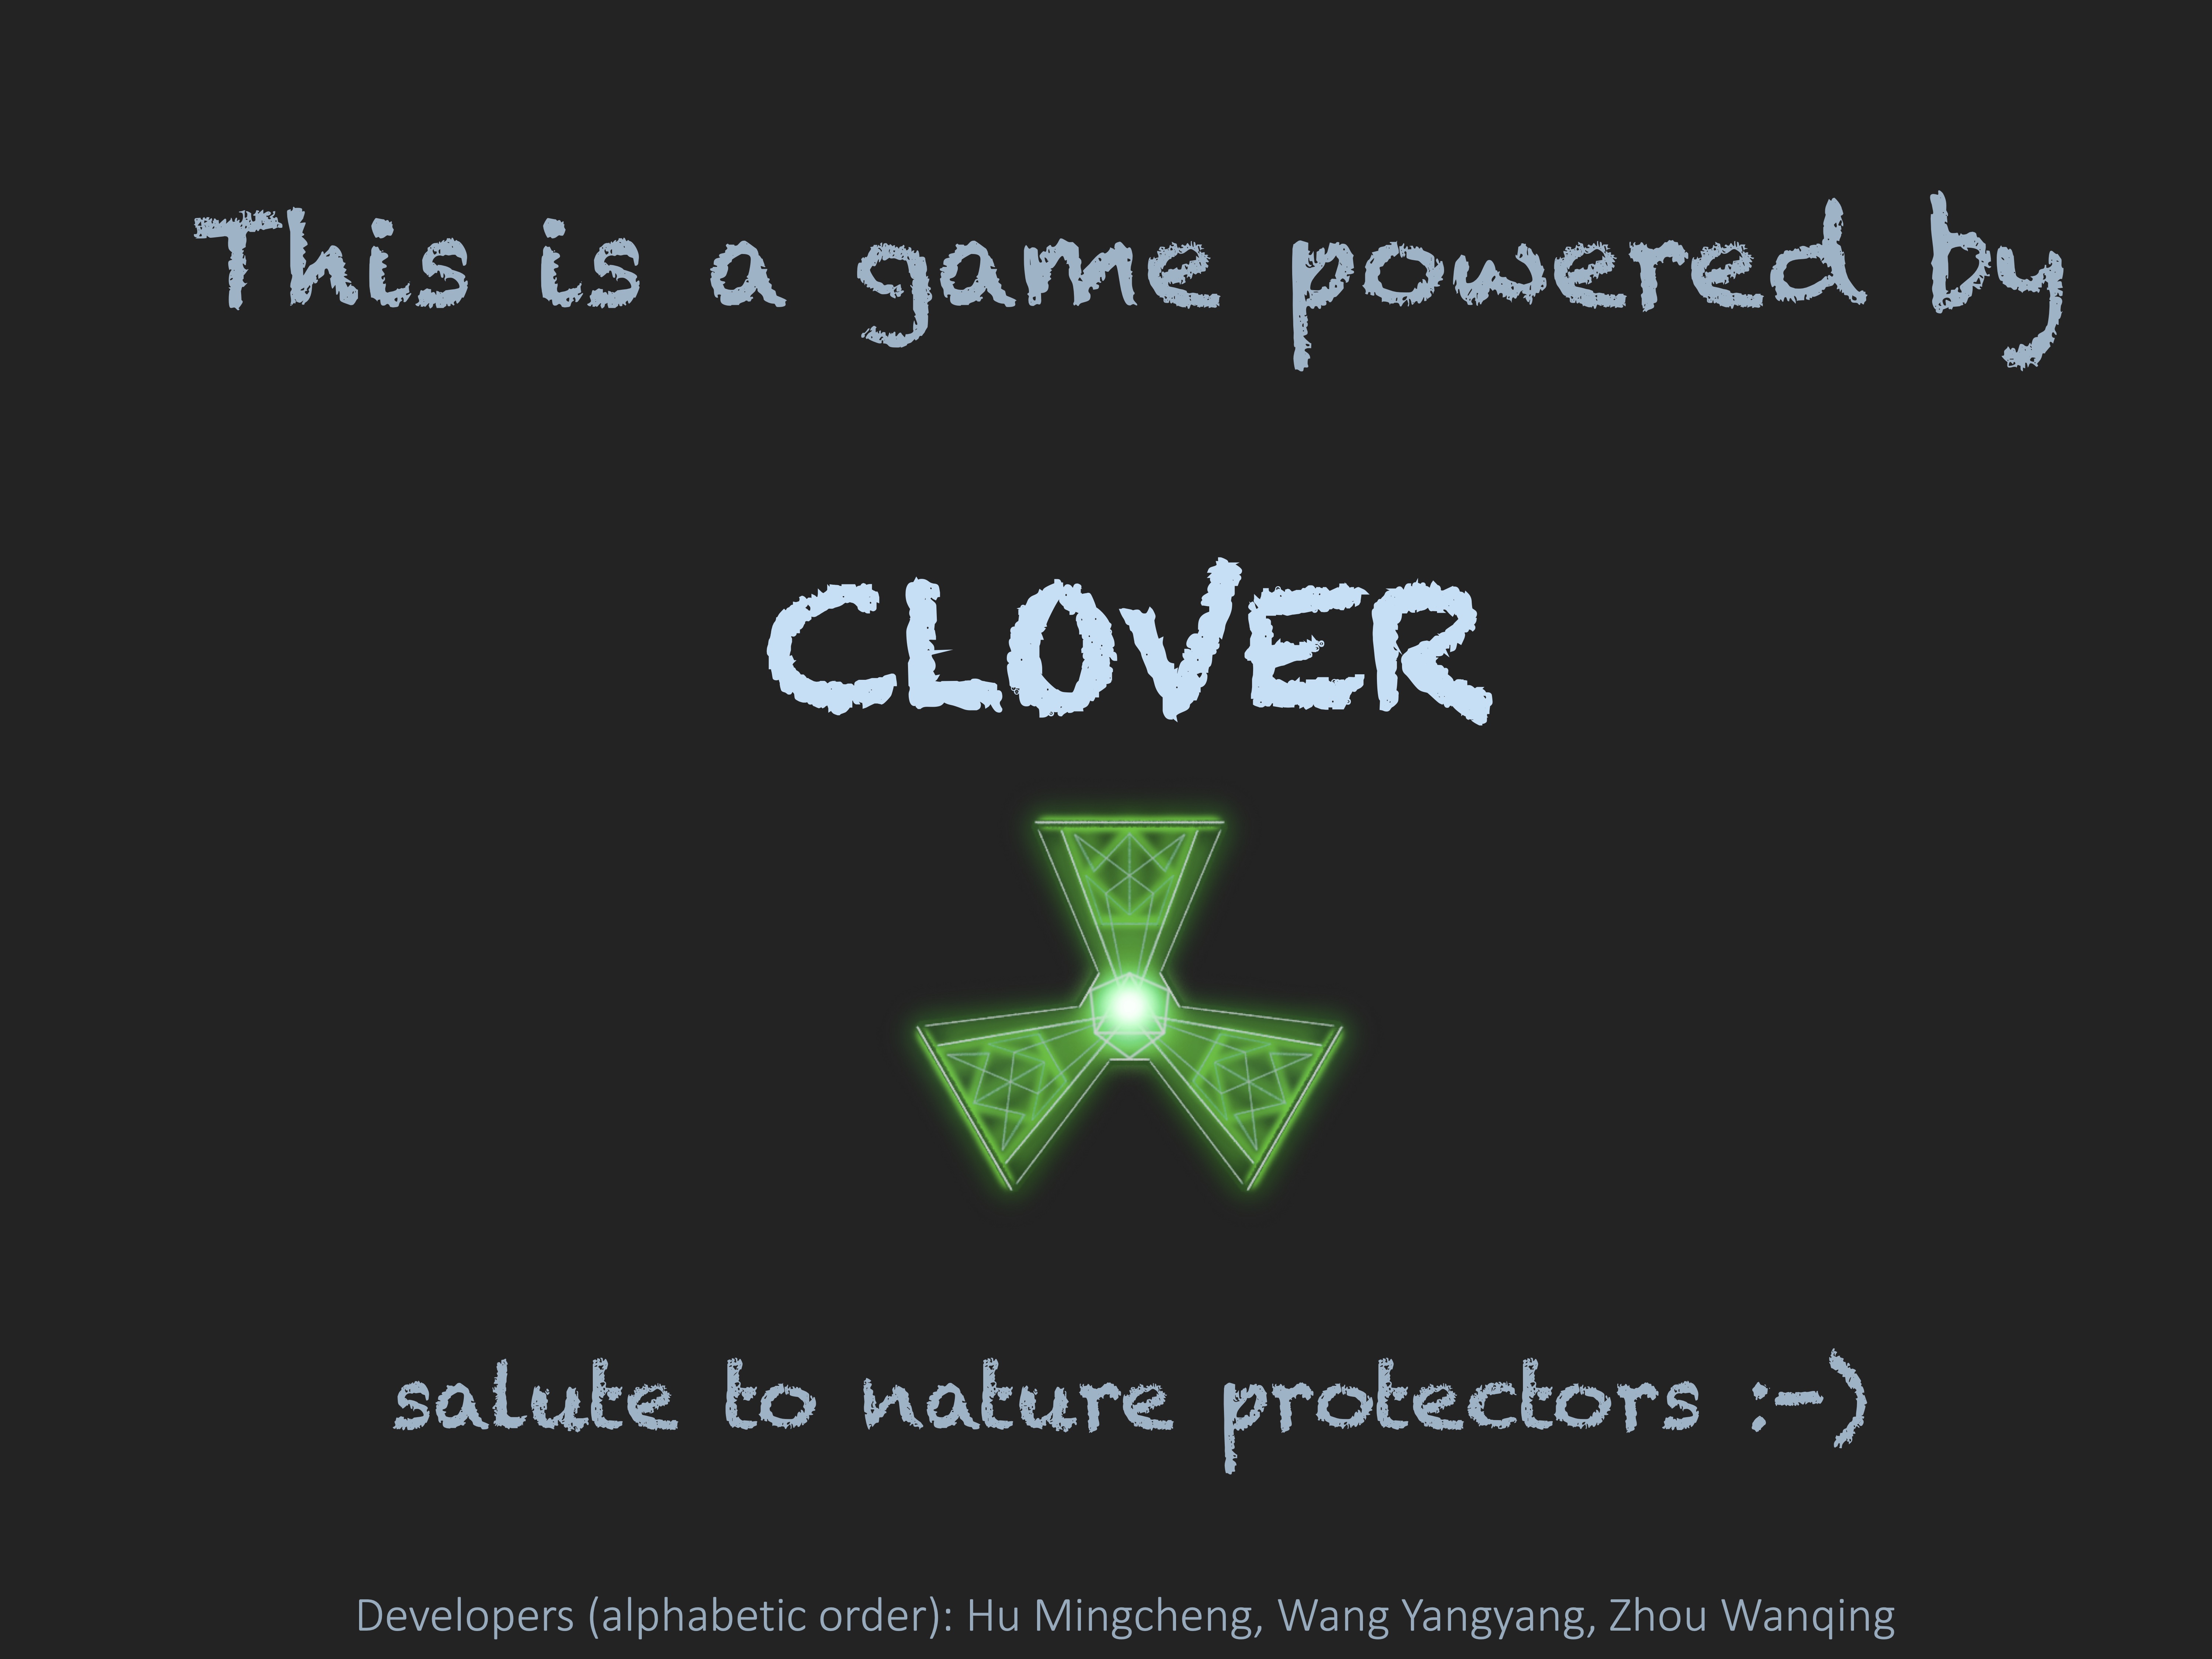 This is a game powered by
CLOVER
salute to nature protectors :-)
Developers (alphabetic order): Hu Mingcheng, Wang Yangyang, Zhou Wanqing